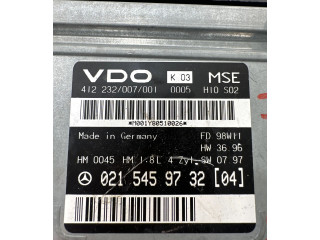 VDO K 03 MSE
412 232/007/001 0005 H10 S02
*M001Y80510026*
Made in Germany FD 98W11
HW 36.96
HM 0045 HM 1.8L 4 Zyl.SW 07 97
021 545 97 32 [04]